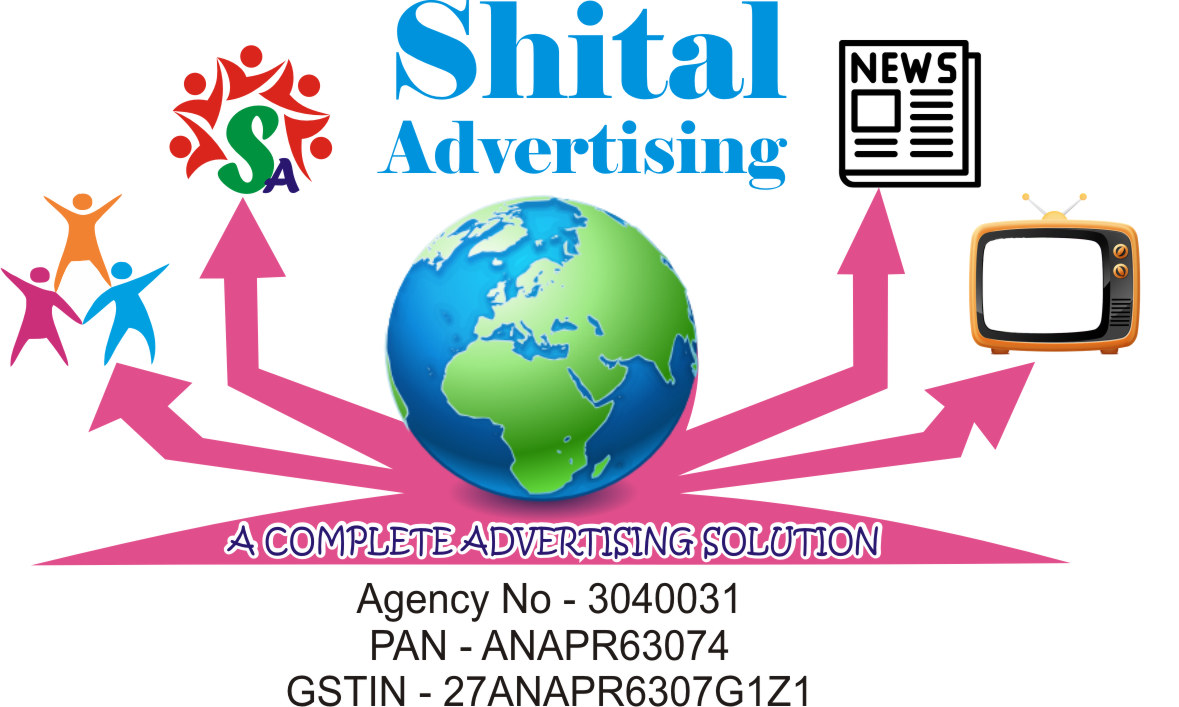 Shital
Advertising
SA
NEWS
A COMPLETE ADVERTISING SOLUTION
Agency No - 3040031
PAN - ANAPR63074
GSTIN - 27ANAPR6307G1Z1